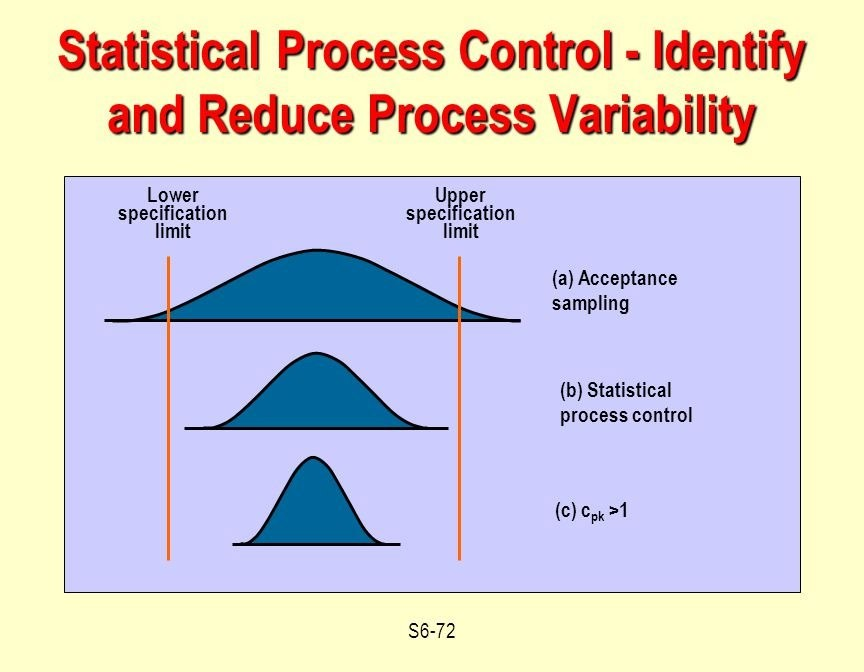 Statistical Process Control - Identify
and Reduce Process Variability
Lower
specification
limit
Upper
specification
limit
(a) Acceptance
sampling
(b) Statistical
process control
(c) cpk >1
S6-72